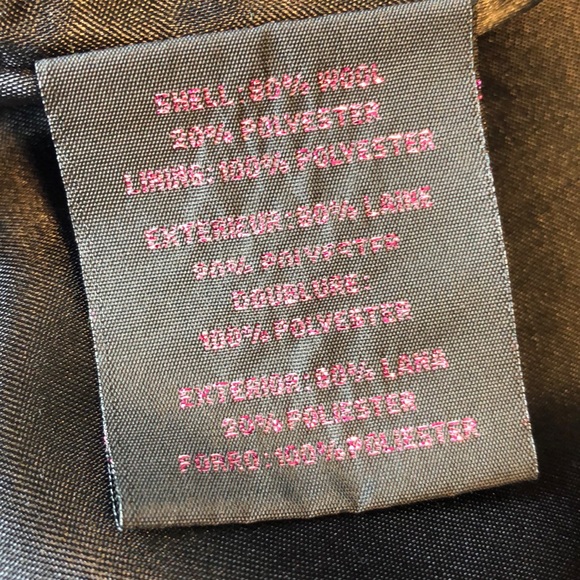 SHELL : 80% WOOL
20% POLYESTER
LINING: 100% POLYESTER
EXTERIEUR : 80% LAINE
20% POLYESTER
DOUBLURE:
100% POLYESTER
EXTERIOR: 80% LANA
20% POLIESTER
FORRO : 100% POLIESTER